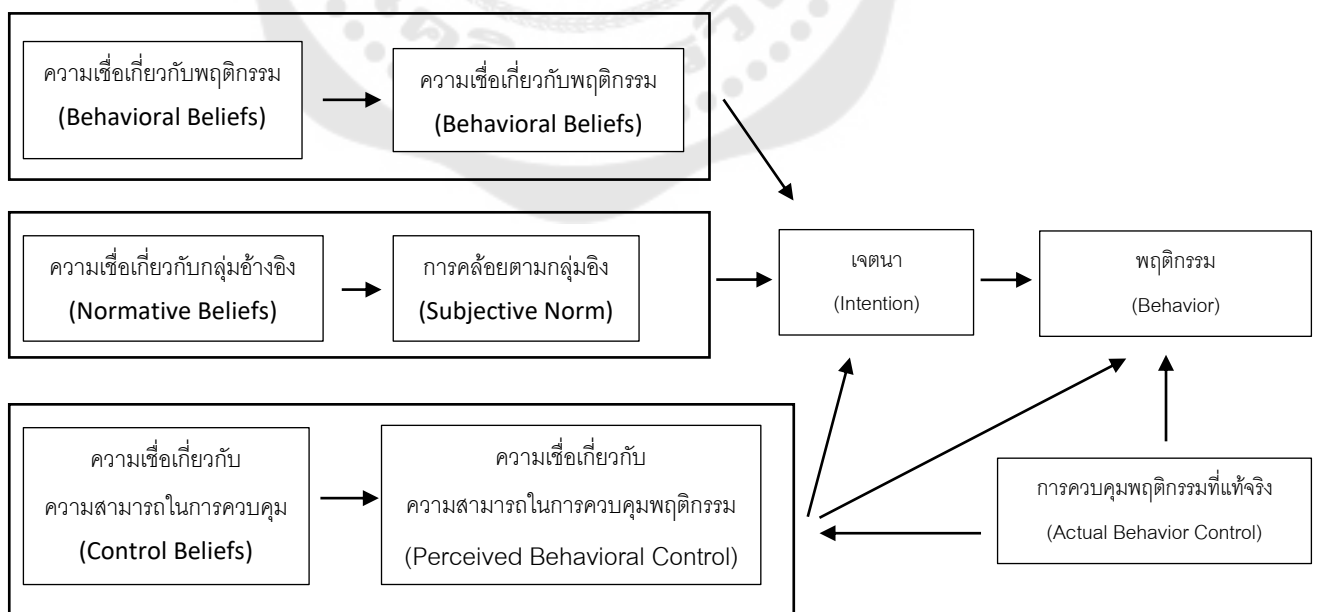 ความเชื่อเกี่ยวกับพฤติกรรม
(Behavioral Beliefs)
ความเชื่อเกี่ยวกับพฤติกรรม
(Behavioral Beliefs)
ความเชื่อเกี่ยวกับกลุ่มอ้างอิง
(Normative Beliefs)
การคล้อยตามกลุ่มอิง
(Subjective Norm)
เจตนา
(Intention)
พฤติกรรม
(Behavior)
ความเชื่อเกี่ยวกับ
ความสามารถในการควบคุม
(Control Beliefs)
ความเชื่อเกี่ยวกับ
ความสามารถในการควบคุมพฤติกรรม
(Perceived Behavioral Control)
การควบคุมพฤติกรรมที่แท้จริง
(Actual Behavior Control)